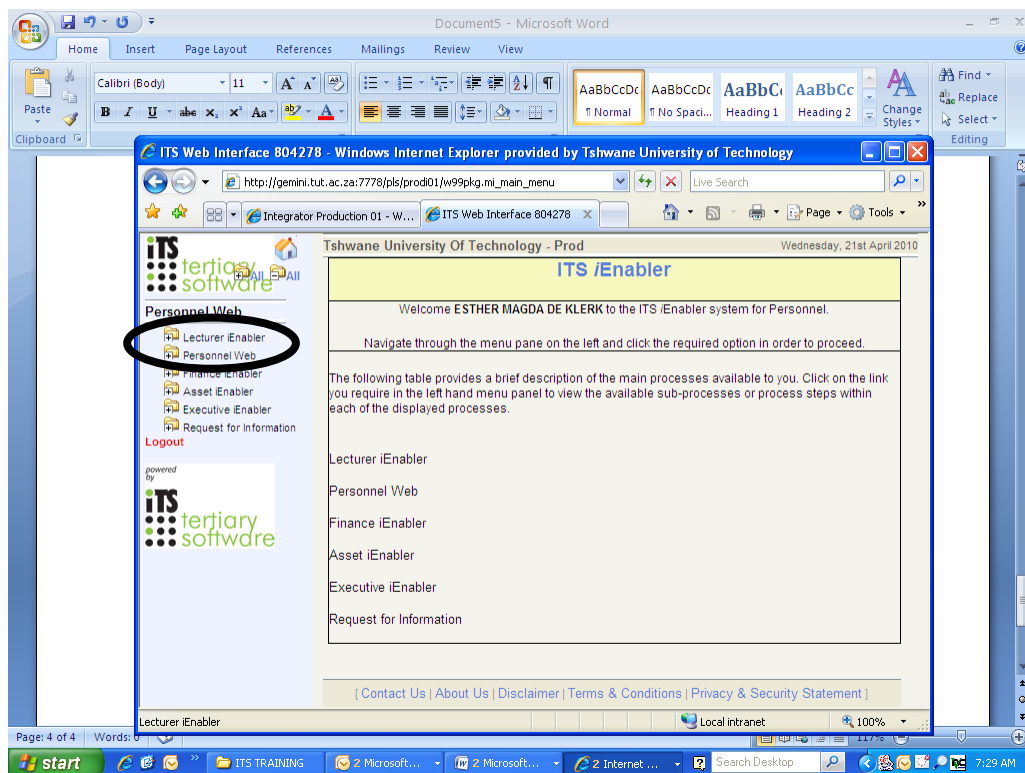 Document5 - Microsoft Word
Home Insert Page Layout References Mailings Review View
Paste
Clipboard
Calibri (Body) 11
B I U abe X₂ X² Aa
AaBbCcDc AaBbCcDc AaBbC AaBbCc
¶ Normal ¶ No Spaci... Heading 1 Heading 2
Change Styles
Find
Replace
Select
Editing
ITS Web Interface 804278 - Windows Internet Explorer provided by Tshwane University of Technology
http://gemini.tut.ac.za:7778/pls/prodi01/w99pkg.mi_main_menu
Live Search
Integrator Production 01 - W...
ITS Web Interface 804278
Page Tools
iTS
tertiary
software
All All
Personnel Web
Lecturer iEnabler
Personnel Web
Finance iEnabler
Asset iEnabler
Executive iEnabler
Request for Information
Logout
powered
by
iTS
tertiary
software
Tshwane University Of Technology - Prod
Wednesday, 21st April 2010
ITS iEnabler
Welcome ESTHER MAGDA DE KLERK to the ITS iEnabler system for Personnel.
Navigate through the menu pane on the left and click the required option in order to proceed.
The following table provides a brief description of the main processes available to you. Click on the link
you require in the left hand menu panel to view the available sub-processes or process steps within
each of the displayed processes.
Lecturer iEnabler
Personnel Web
Finance iEnabler
Asset iEnabler
Executive iEnabler
Request for Information
[ Contact Us | About Us | Disclaimer | Terms & Conditions | Privacy & Security Statement ]
Lecturer iEnabler
Local intranet
100%
Page: 4 of 4 Words: 0
117%
start
ITS TRAINING
2 Microsoft...
2 Microsoft...
2 Internet ...
Search Desktop
7:29 AM